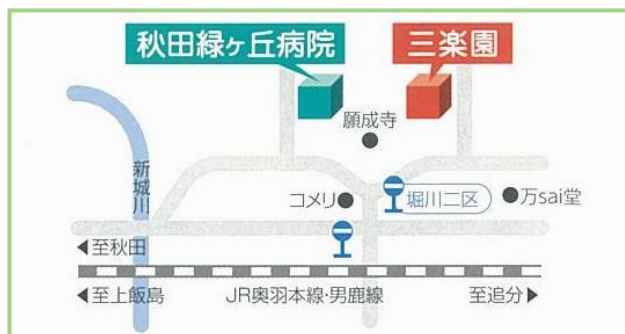 秋田緑ヶ丘病院
三楽園
願成寺
新城川
コメリ
堀川二区
万sai堂
◀至秋田
◀至上飯島
JR奥羽本線・男鹿線
至追分▶